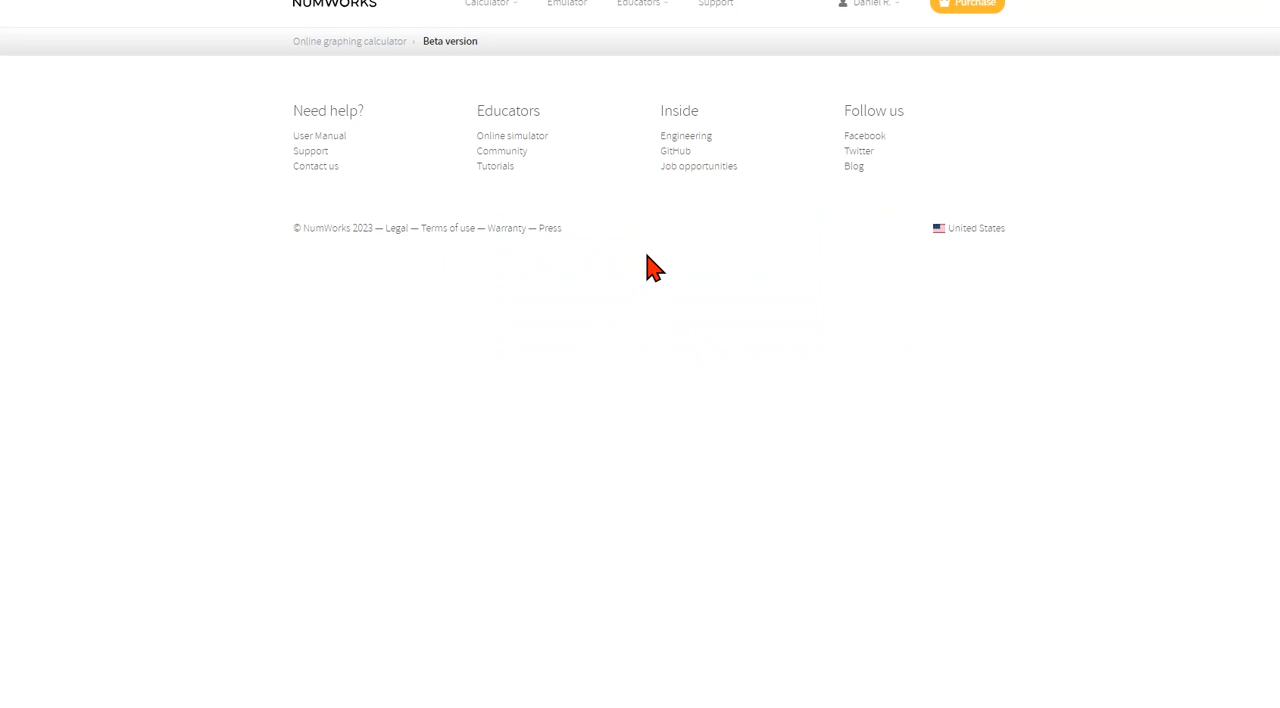 NUMWORKS Calculator Emulator Educators Support Daniel R. Purchase
Online graphing calculator › Beta version
Need help? Educators Inside Follow us
User Manual Online simulator Engineering Facebook
Support Community GitHub Twitter
Contact us Tutorials Job opportunities Blog
© NumWorks 2023 — Legal — Terms of use — Warranty — Press United States